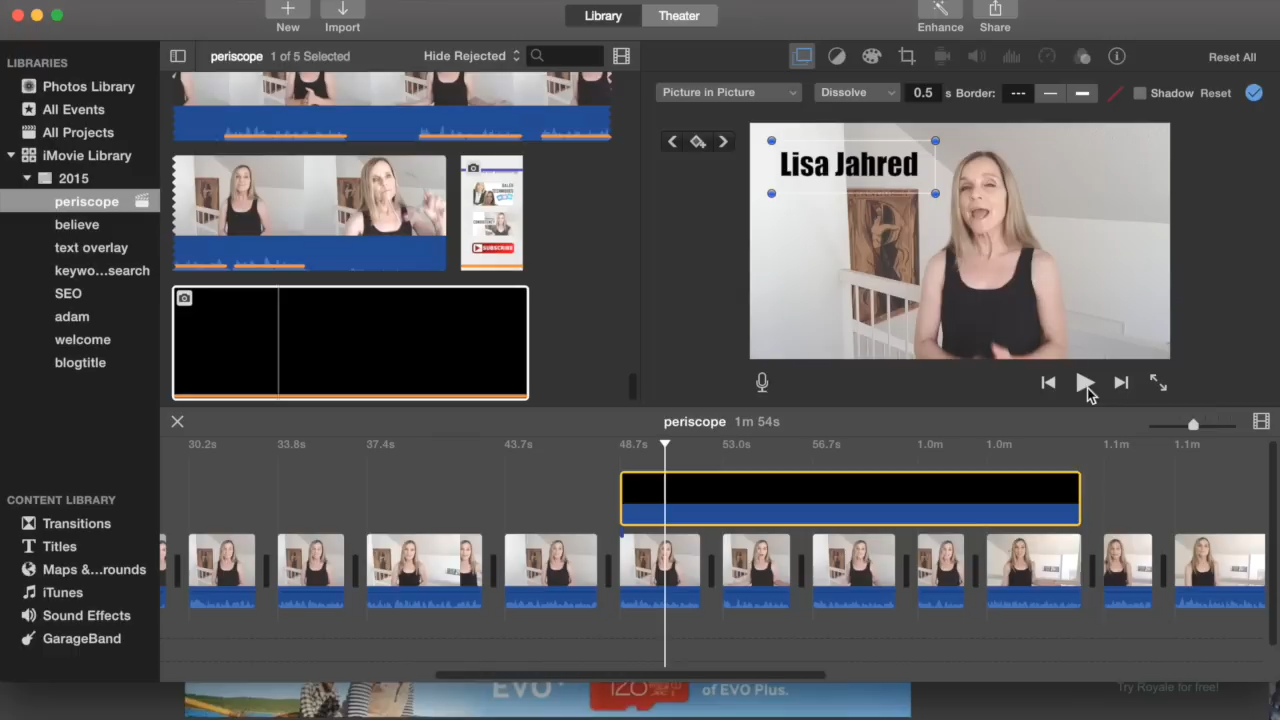 New
Import
Library
Theater
Enhance
Share
LIBRARIES
Photos Library
All Events
All Projects
iMovie Library
2015
periscope
believe
text overlay
keywo...search
SEO
adam
welcome
blogtitle
CONTENT LIBRARY
Transitions
Titles
Maps &...rounds
iTunes
Sound Effects
GarageBand
periscope 1 of 5 Selected
Hide Rejected
SUBSCRIBE
Reset All
Picture in Picture
Dissolve
0.5 s Border:
Shadow Reset
Lisa Jahred
periscope 1m 54s
30.2s 33.8s 37.4s 43.7s 48.7s 53.0s 56.7s 1.0m 1.0m 1.1m 1.1m
EVO
of EVO Plus.
Try Royale for free!